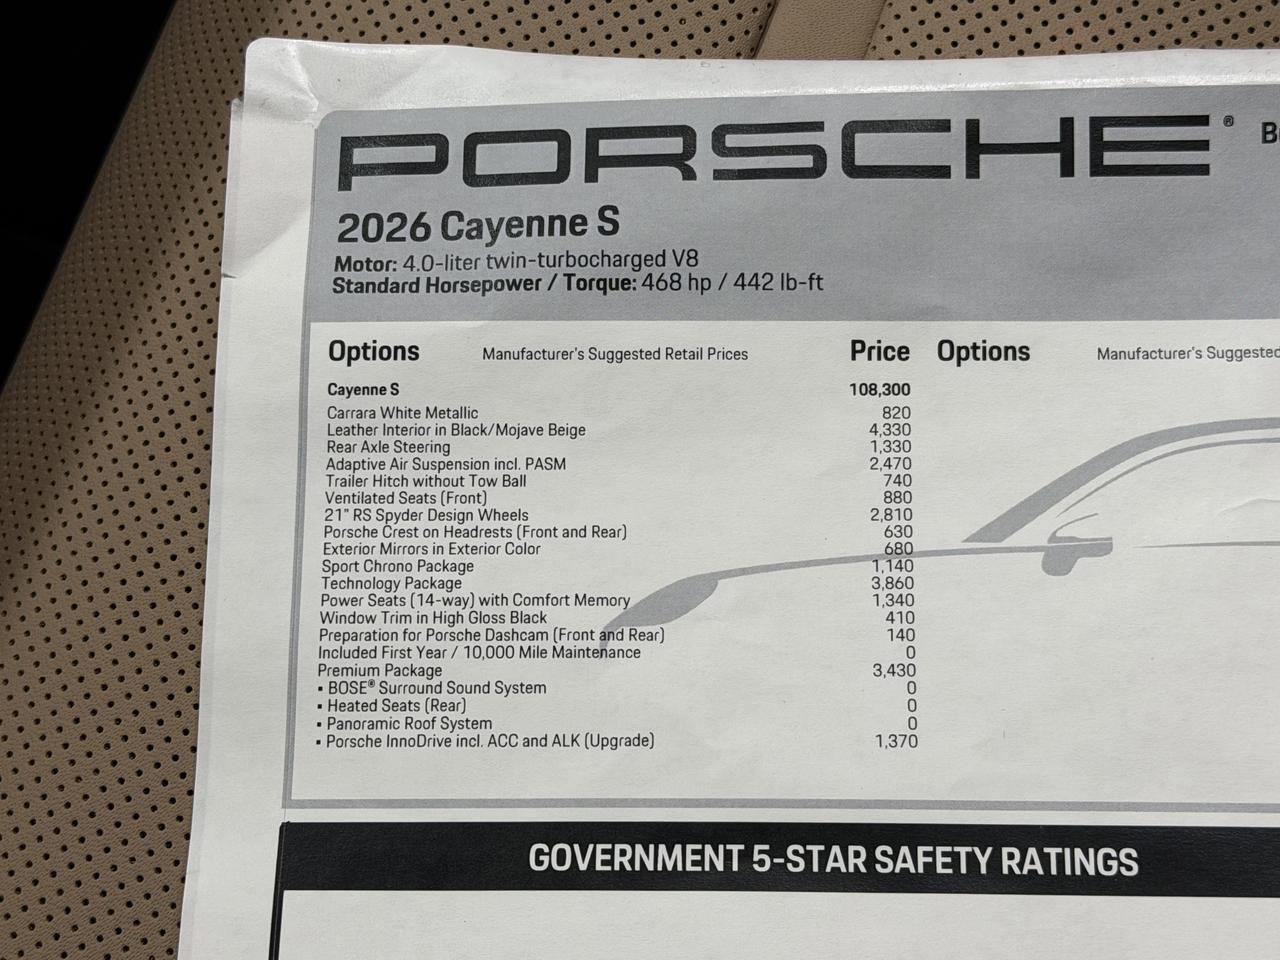 PORSCHE®
2026 Cayenne S
Motor: 4.0-liter twin-turbocharged V8
Standard Horsepower / Torque: 468 hp / 442 lb-ft
Options Manufacturer's Suggested Retail Prices Price Options Manufacturer's Suggested
Cayenne S 108,300
Carrara White Metallic 820
Leather Interior in Black/Mojave Beige 4,330
Rear Axle Steering 1,330
Adaptive Air Suspension incl. PASM 2,470
Trailer Hitch without Tow Ball 740
Ventilated Seats (Front) 880
21" RS Spyder Design Wheels 2,810
Porsche Crest on Headrests (Front and Rear) 630
Exterior Mirrors in Exterior Color 680
Sport Chrono Package 1,140
Technology Package 3,860
Power Seats (14-way) with Comfort Memory 1,340
Window Trim in High Gloss Black 410
Preparation for Porsche Dashcam (Front and Rear) 140
Included First Year / 10,000 Mile Maintenance 0
Premium Package 3,430
▪ BOSE® Surround Sound System 0
▪ Heated Seats (Rear) 0
▪ Panoramic Roof System 0
▪ Porsche InnoDrive incl. ACC and ALK (Upgrade) 1,370
GOVERNMENT 5-STAR SAFETY RATINGS